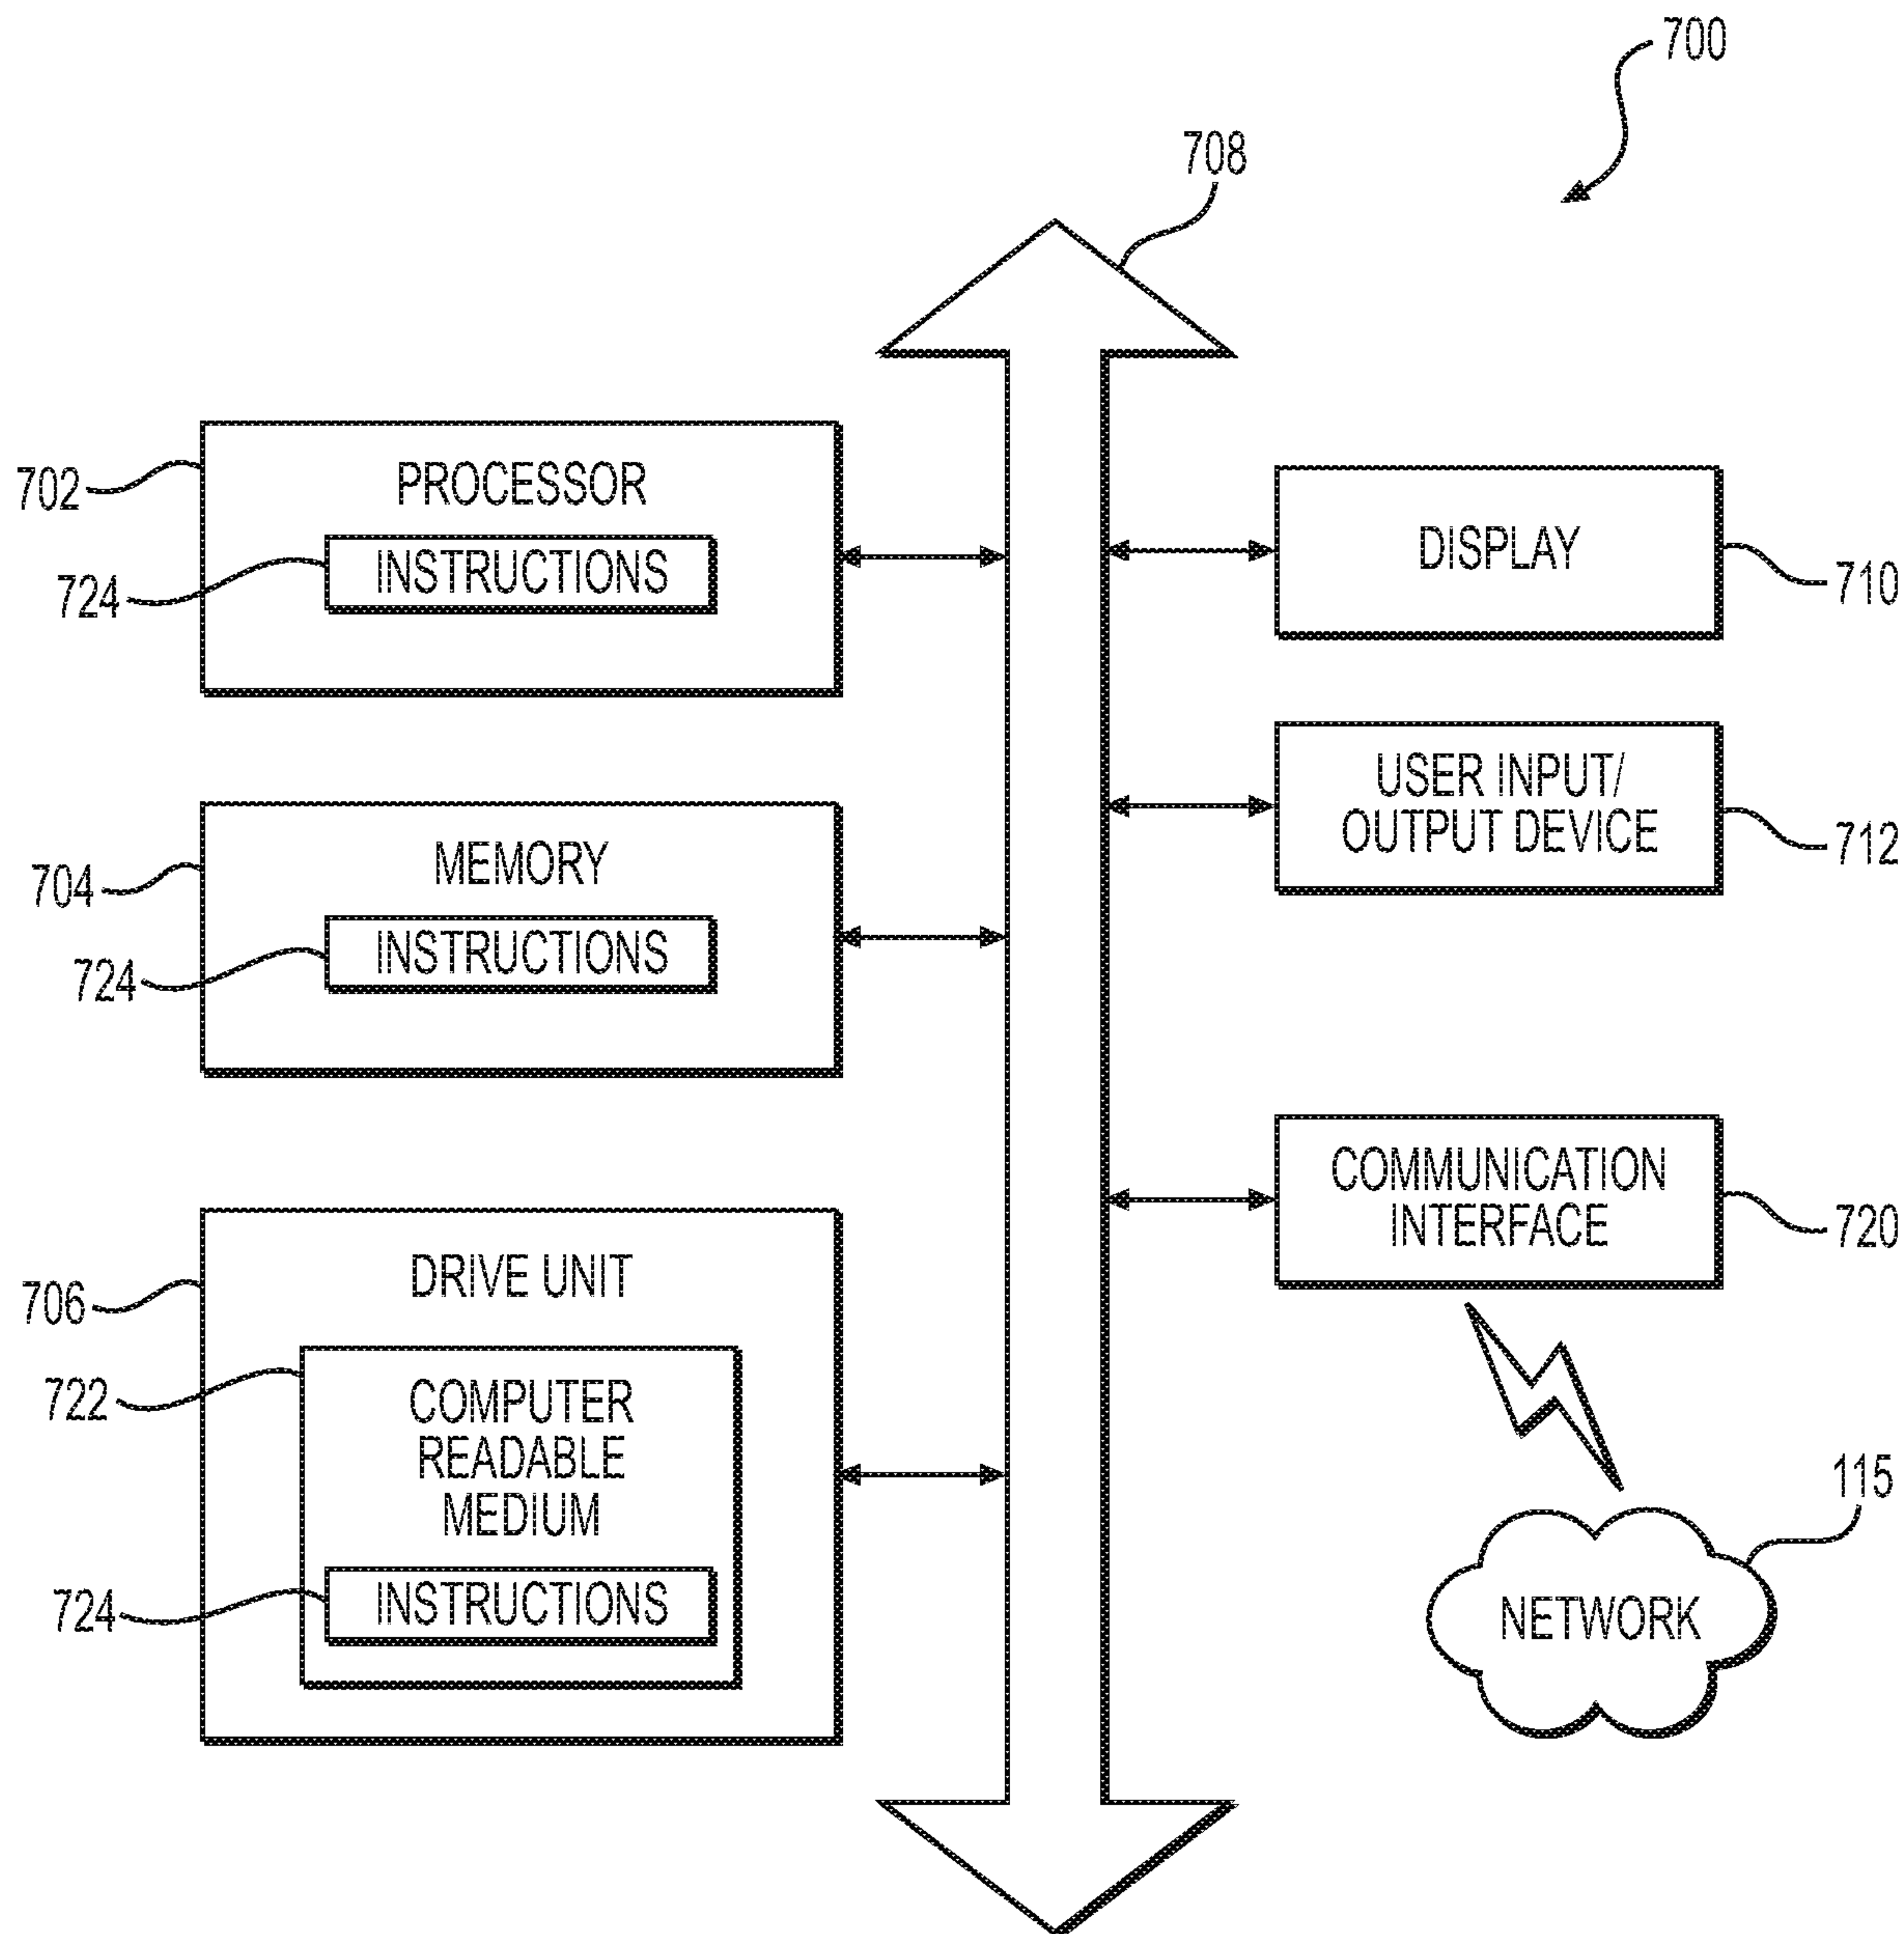 700
708
702
PROCESSOR
724
INSTRUCTIONS
704
MEMORY
724
INSTRUCTIONS
706
DRIVE UNIT
722
COMPUTER
READABLE
MEDIUM
724
INSTRUCTIONS
DISPLAY
710
USER INPUT/
OUTPUT DEVICE
712
COMMUNICATION
INTERFACE
720
115
NETWORK